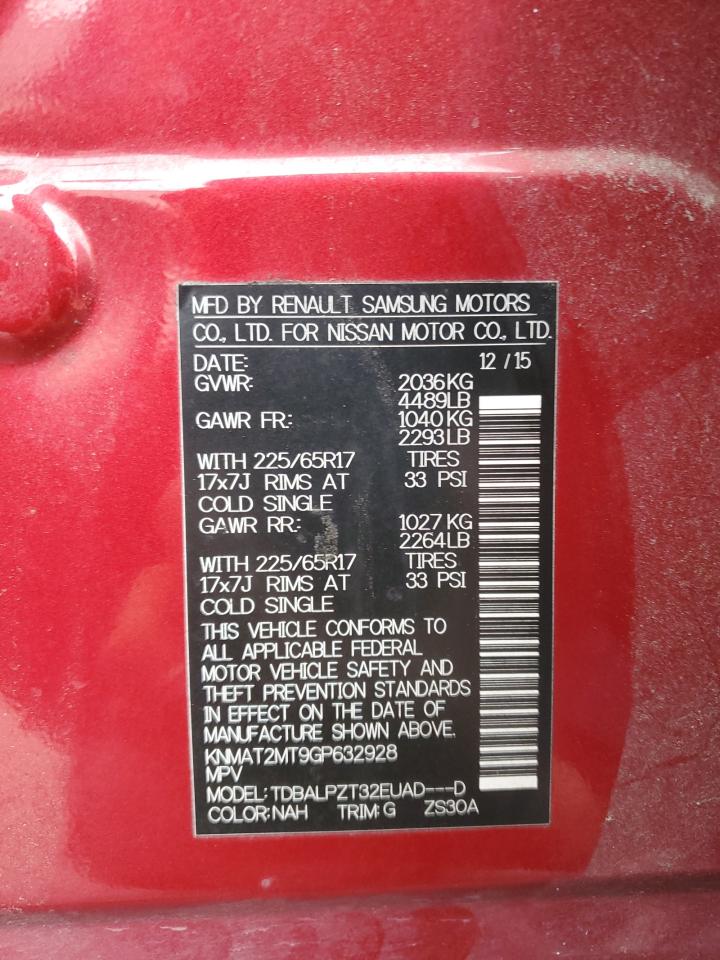 MFD BY RENAULT SAMSUNG MOTORS
CO., LTD. FOR NISSAN MOTOR CO., LTD.
DATE: 12 / 15
GVWR: 2036KG
4489LB
GAWR FR: 1040KG
2293LB
WITH 225/65R17 TIRES
17x7J RIMS AT 33 PSI
COLD SINGLE
GAWR RR: 1027KG
2264LB
WITH 225/65R17 TIRES
17x7J RIMS AT 33 PSI
COLD SINGLE
THIS VEHICLE CONFORMS TO
ALL APPLICABLE FEDERAL
MOTOR VEHICLE SAFETY AND
THEFT PREVENTION STANDARDS
IN EFFECT ON THE DATE OF
MANUFACTURE SHOWN ABOVE.
KNMAT2MT9GP632928
MPV
MODEL: TDBALPZT32EUAD---D
COLOR: NAH TRIM: G ZS30A